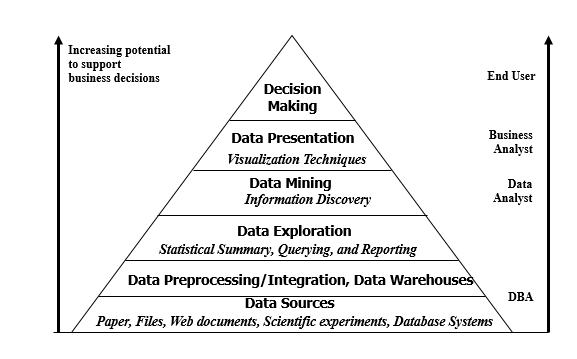 Increasing potential
to support
business decisions
End User
Decision
Making
Data Presentation
Visualization Techniques
Business
Analyst
Data Mining
Information Discovery
Data
Analyst
Data Exploration
Statistical Summary, Querying, and Reporting
Data Preprocessing/Integration, Data Warehouses
Data Sources
Paper, Files, Web documents, Scientific experiments, Database Systems
DBA